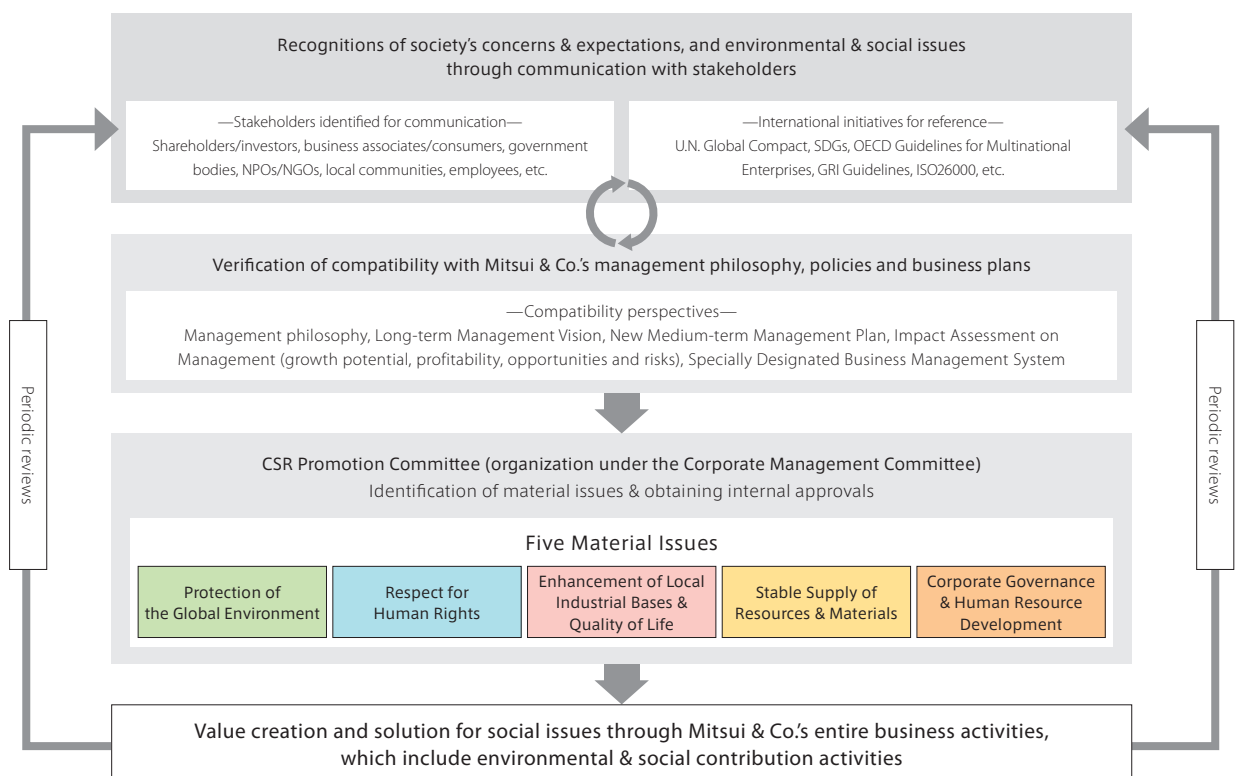 Recognitions of society's concerns & expectations, and environmental & social issues
through communication with stakeholders
—Stakeholders identified for communication—
Shareholders/investors, business associates/consumers, government
bodies, NPOs/NGOs, local communities, employees, etc.
—International initiatives for reference—
U.N. Global Compact, SDGs, OECD Guidelines for Multinational
Enterprises, GRI Guidelines, ISO26000, etc.
Verification of compatibility with Mitsui & Co.'s management philosophy, policies and business plans
—Compatibility perspectives—
Management philosophy, Long-term Management Vision, New Medium-term Management Plan, Impact Assessment on
Management (growth potential, profitability, opportunities and risks), Specially Designated Business Management System
Periodic reviews
Periodic reviews
CSR Promotion Committee (organization under the Corporate Management Committee)
Identification of material issues & obtaining internal approvals
Five Material Issues
Protection of
the Global Environment
Respect for
Human Rights
Enhancement of Local
Industrial Bases &
Quality of Life
Stable Supply of
Resources & Materials
Corporate Governance
& Human Resource
Development
Value creation and solution for social issues through Mitsui & Co.'s entire business activities,
which include environmental & social contribution activities